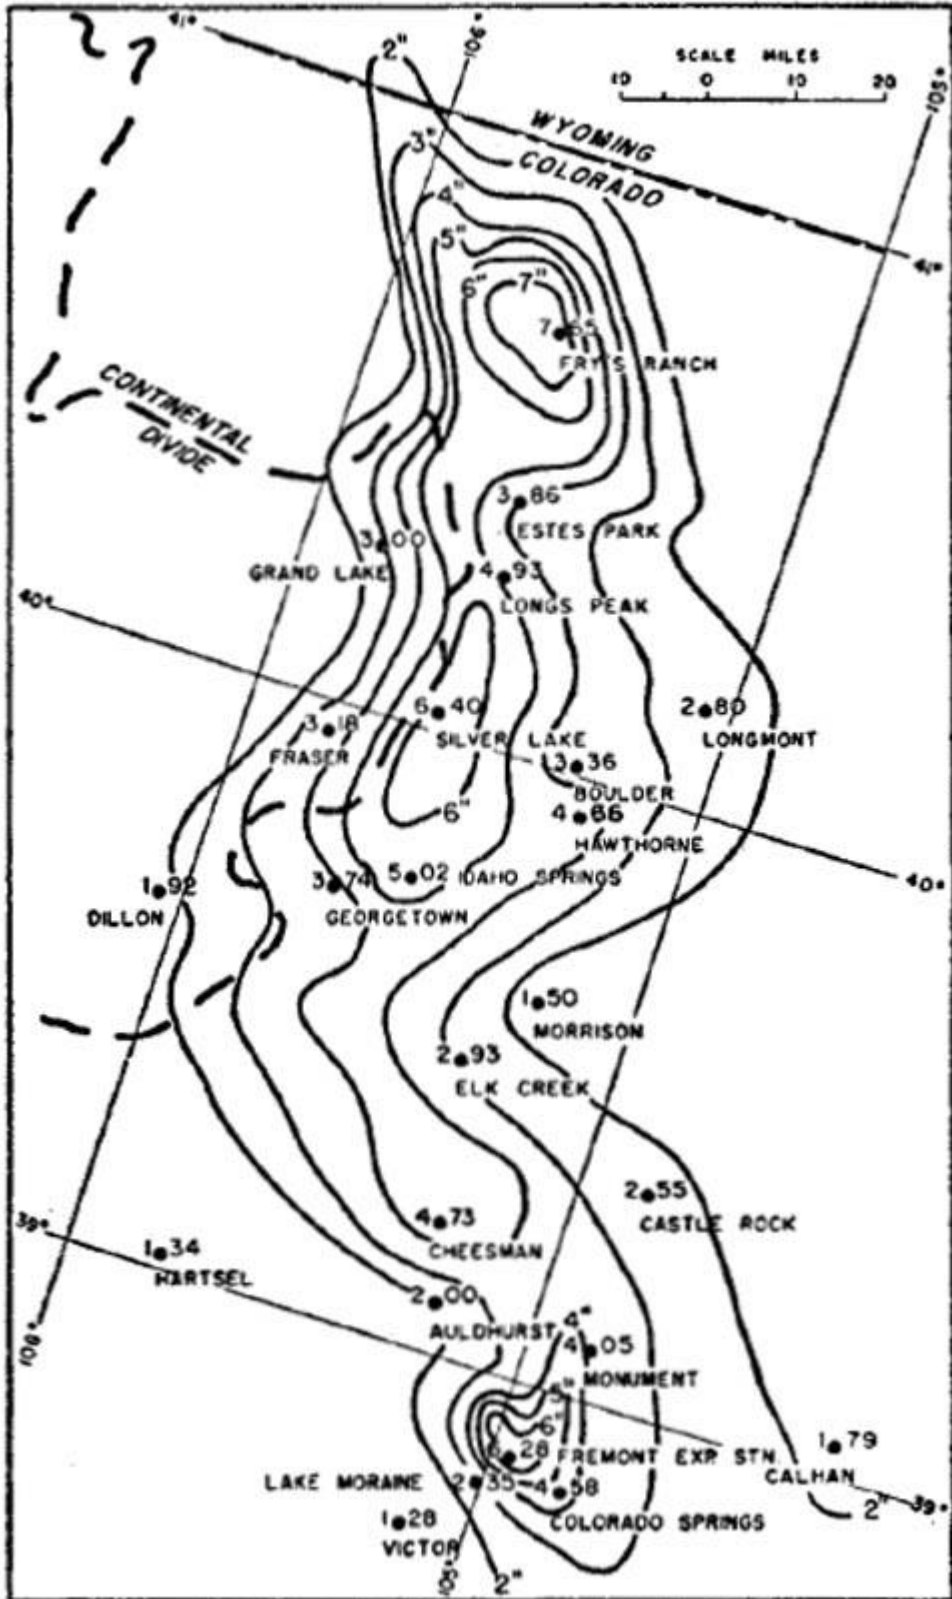 41°
2"
106°
SCALE MILES
10 0 10 20
105°
WYOMING
COLORADO
3"
4"
5"
6" 7"
41°
7.65
FRY'S RANCH
CONTINENTAL
DIVIDE
3.86
ESTES PARK
3.00
GRAND LAKE
4.93
LONGS PEAK
40°
6.40
SILVER LAKE
2.80
LONGMONT
3.18
FRASER
3.36
BOULDER
6"
4.86
HAWTHORNE
1.92
DILLON
3.74
GEORGETOWN
5.02 IDAHO SPRINGS
40°
1.50
MORRISON
2.93
ELK CREEK
2.55
CASTLE ROCK
39°
1.34
HARTSEL
4.73
CHEESMAN
2.00
AULDHURST
106°
4"
4.05
MONUMENT
5"
6"
6.28 FREMONT EXP. STN.
1.79
CALHAN
LAKE MORAINE 2.35
4.58
COLORADO SPRINGS
2"
39°
1.28
VICTOR
105°
2"